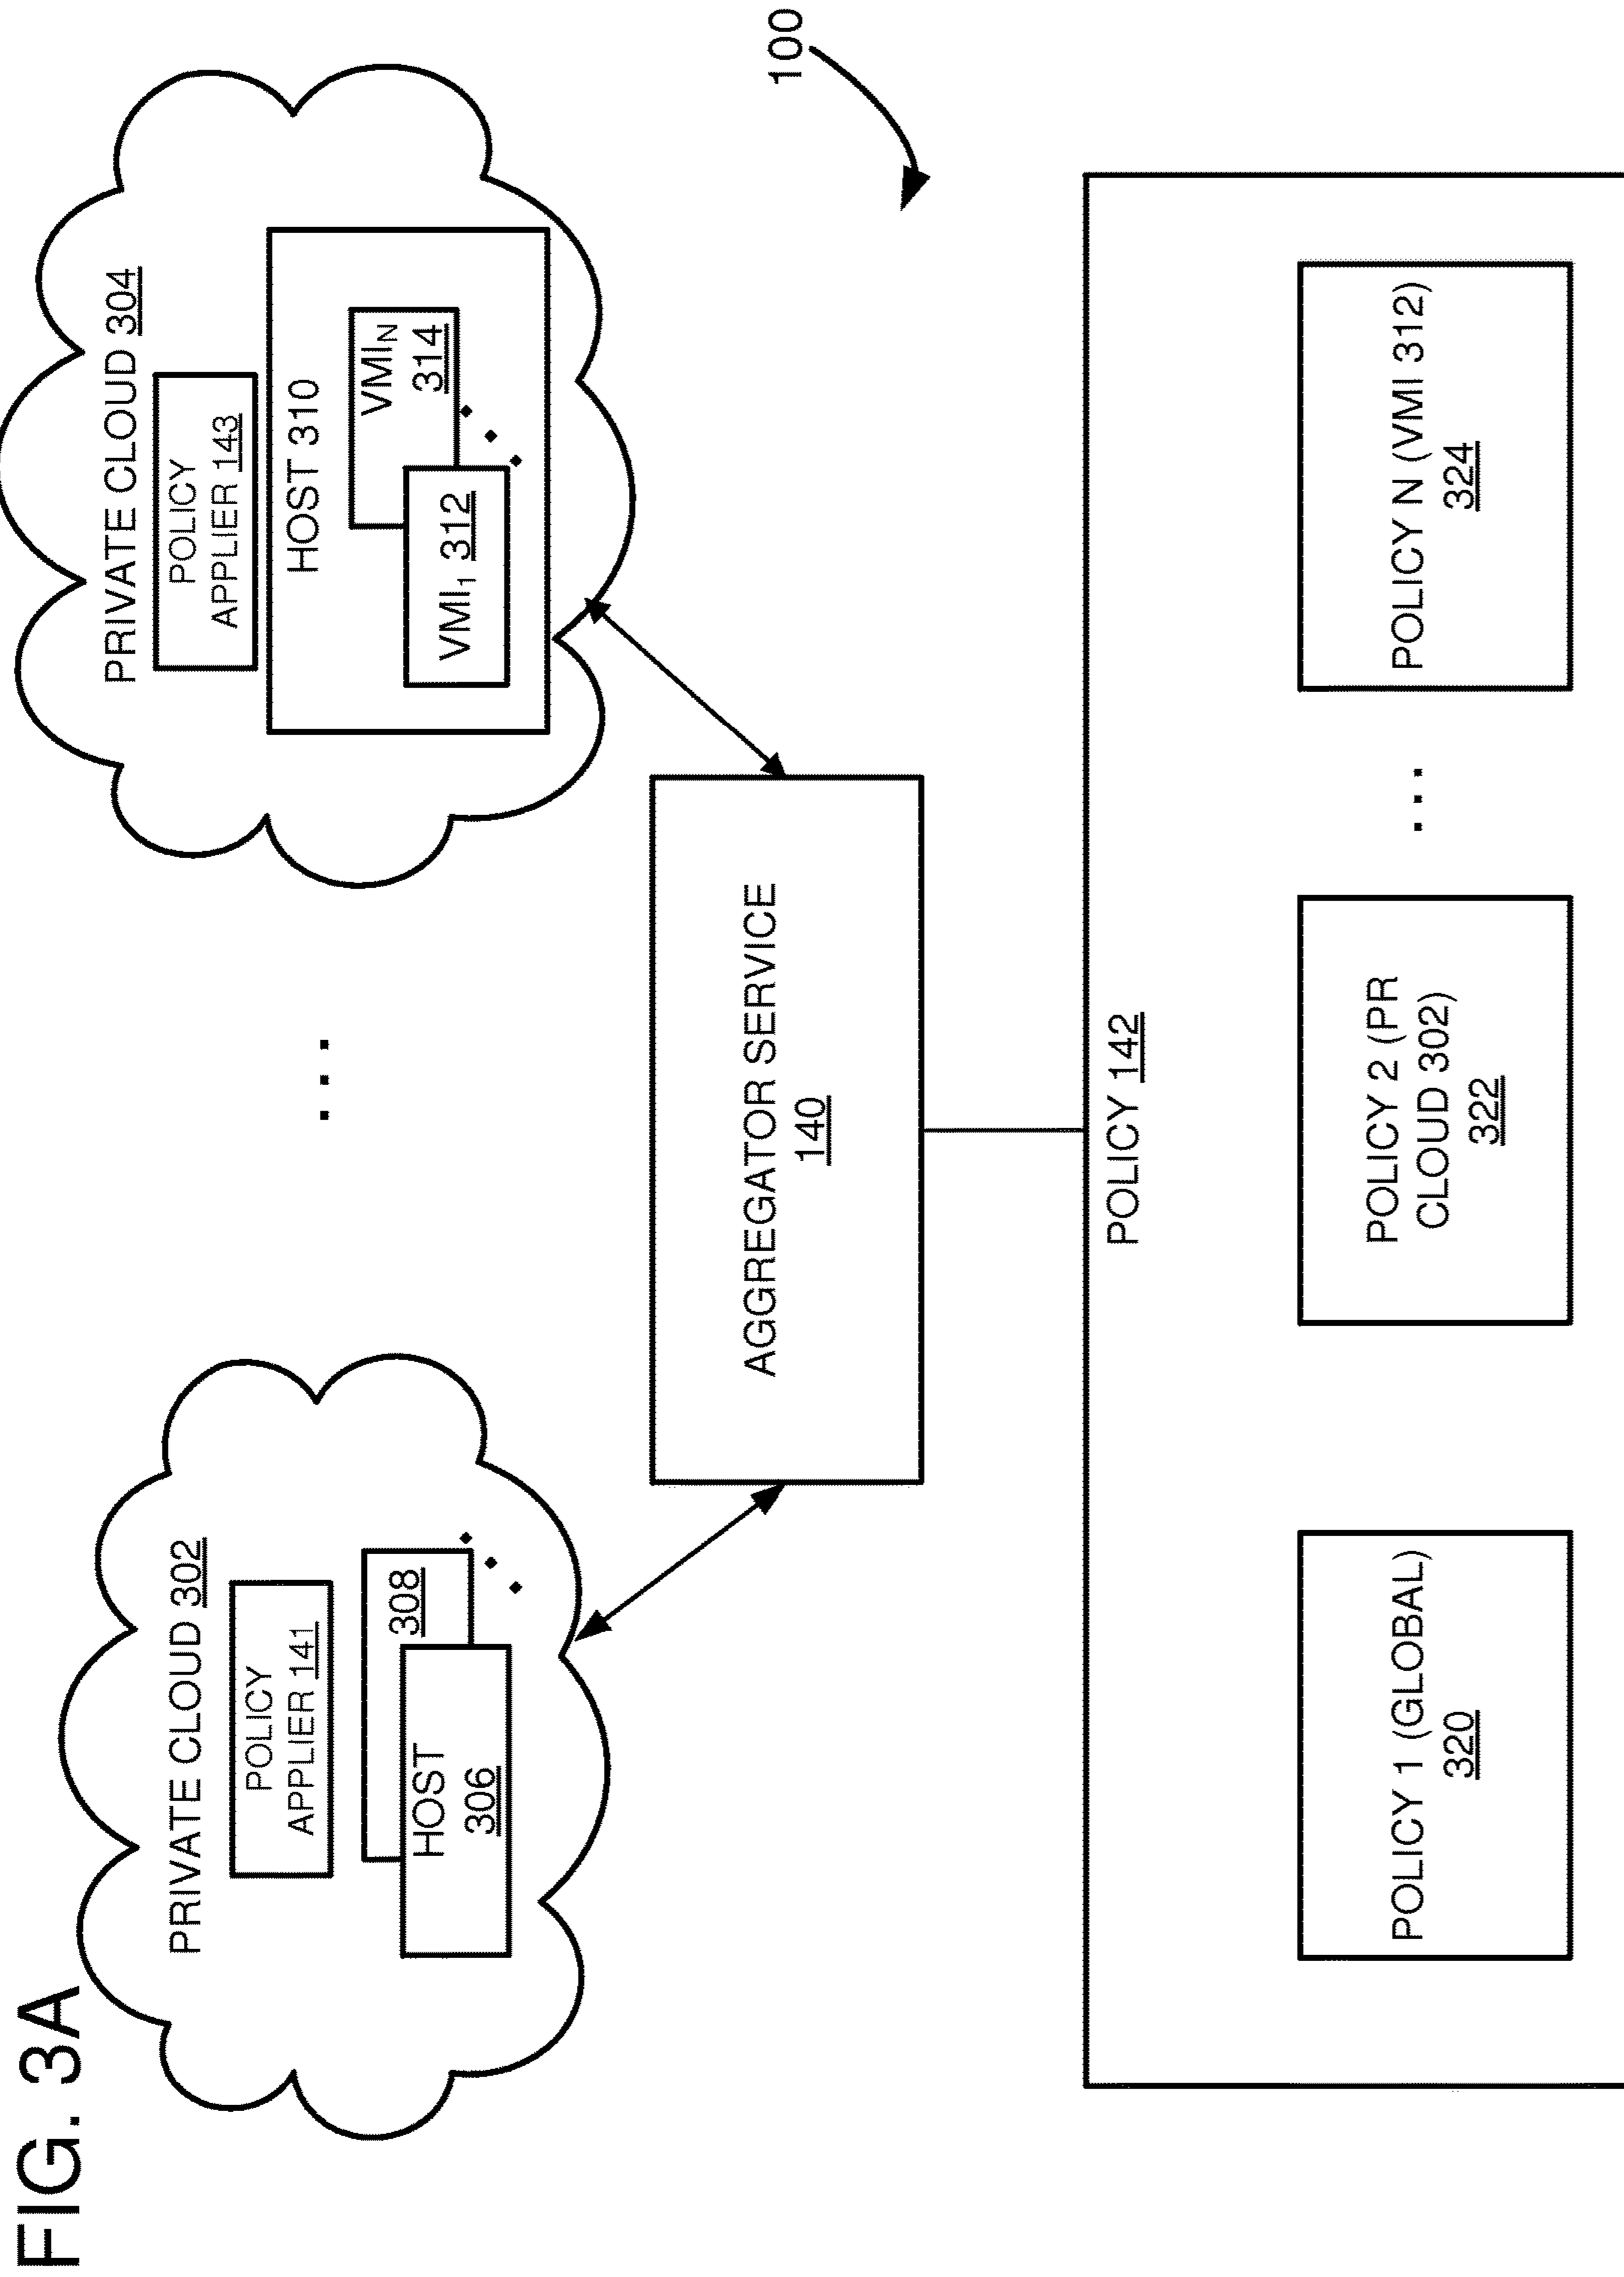 FIG. 3A
PRIVATE CLOUD 302
POLICY
APPLIER 141
308
HOST
306
...
PRIVATE CLOUD 304
POLICY
APPLIER 143
HOST 310
VMIN
314
VMI1 312
100
AGGREGATOR SERVICE
140
POLICY 142
POLICY 1 (GLOBAL)
320
POLICY 2 (PR
CLOUD 302)
322
...
POLICY N (VMI 312)
324